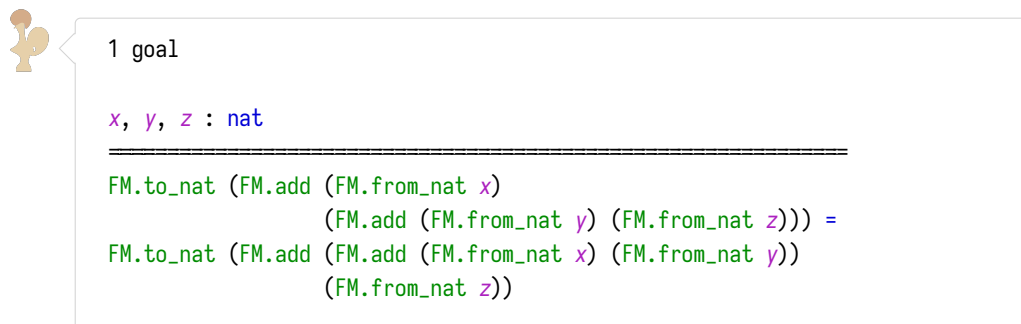 1 goal
x, y, z : nat
FM.to_nat (FM.add (FM.from_nat x)
(FM.add (FM.from_nat y) (FM.from_nat z))) =
FM.to_nat (FM.add (FM.add (FM.from_nat x) (FM.from_nat y))
(FM.from_nat z))